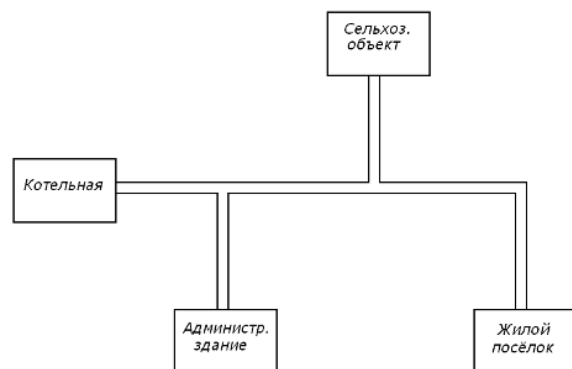 Сельхоз.
объект
Котельная
Администр.
здание
Жилой
посёлок